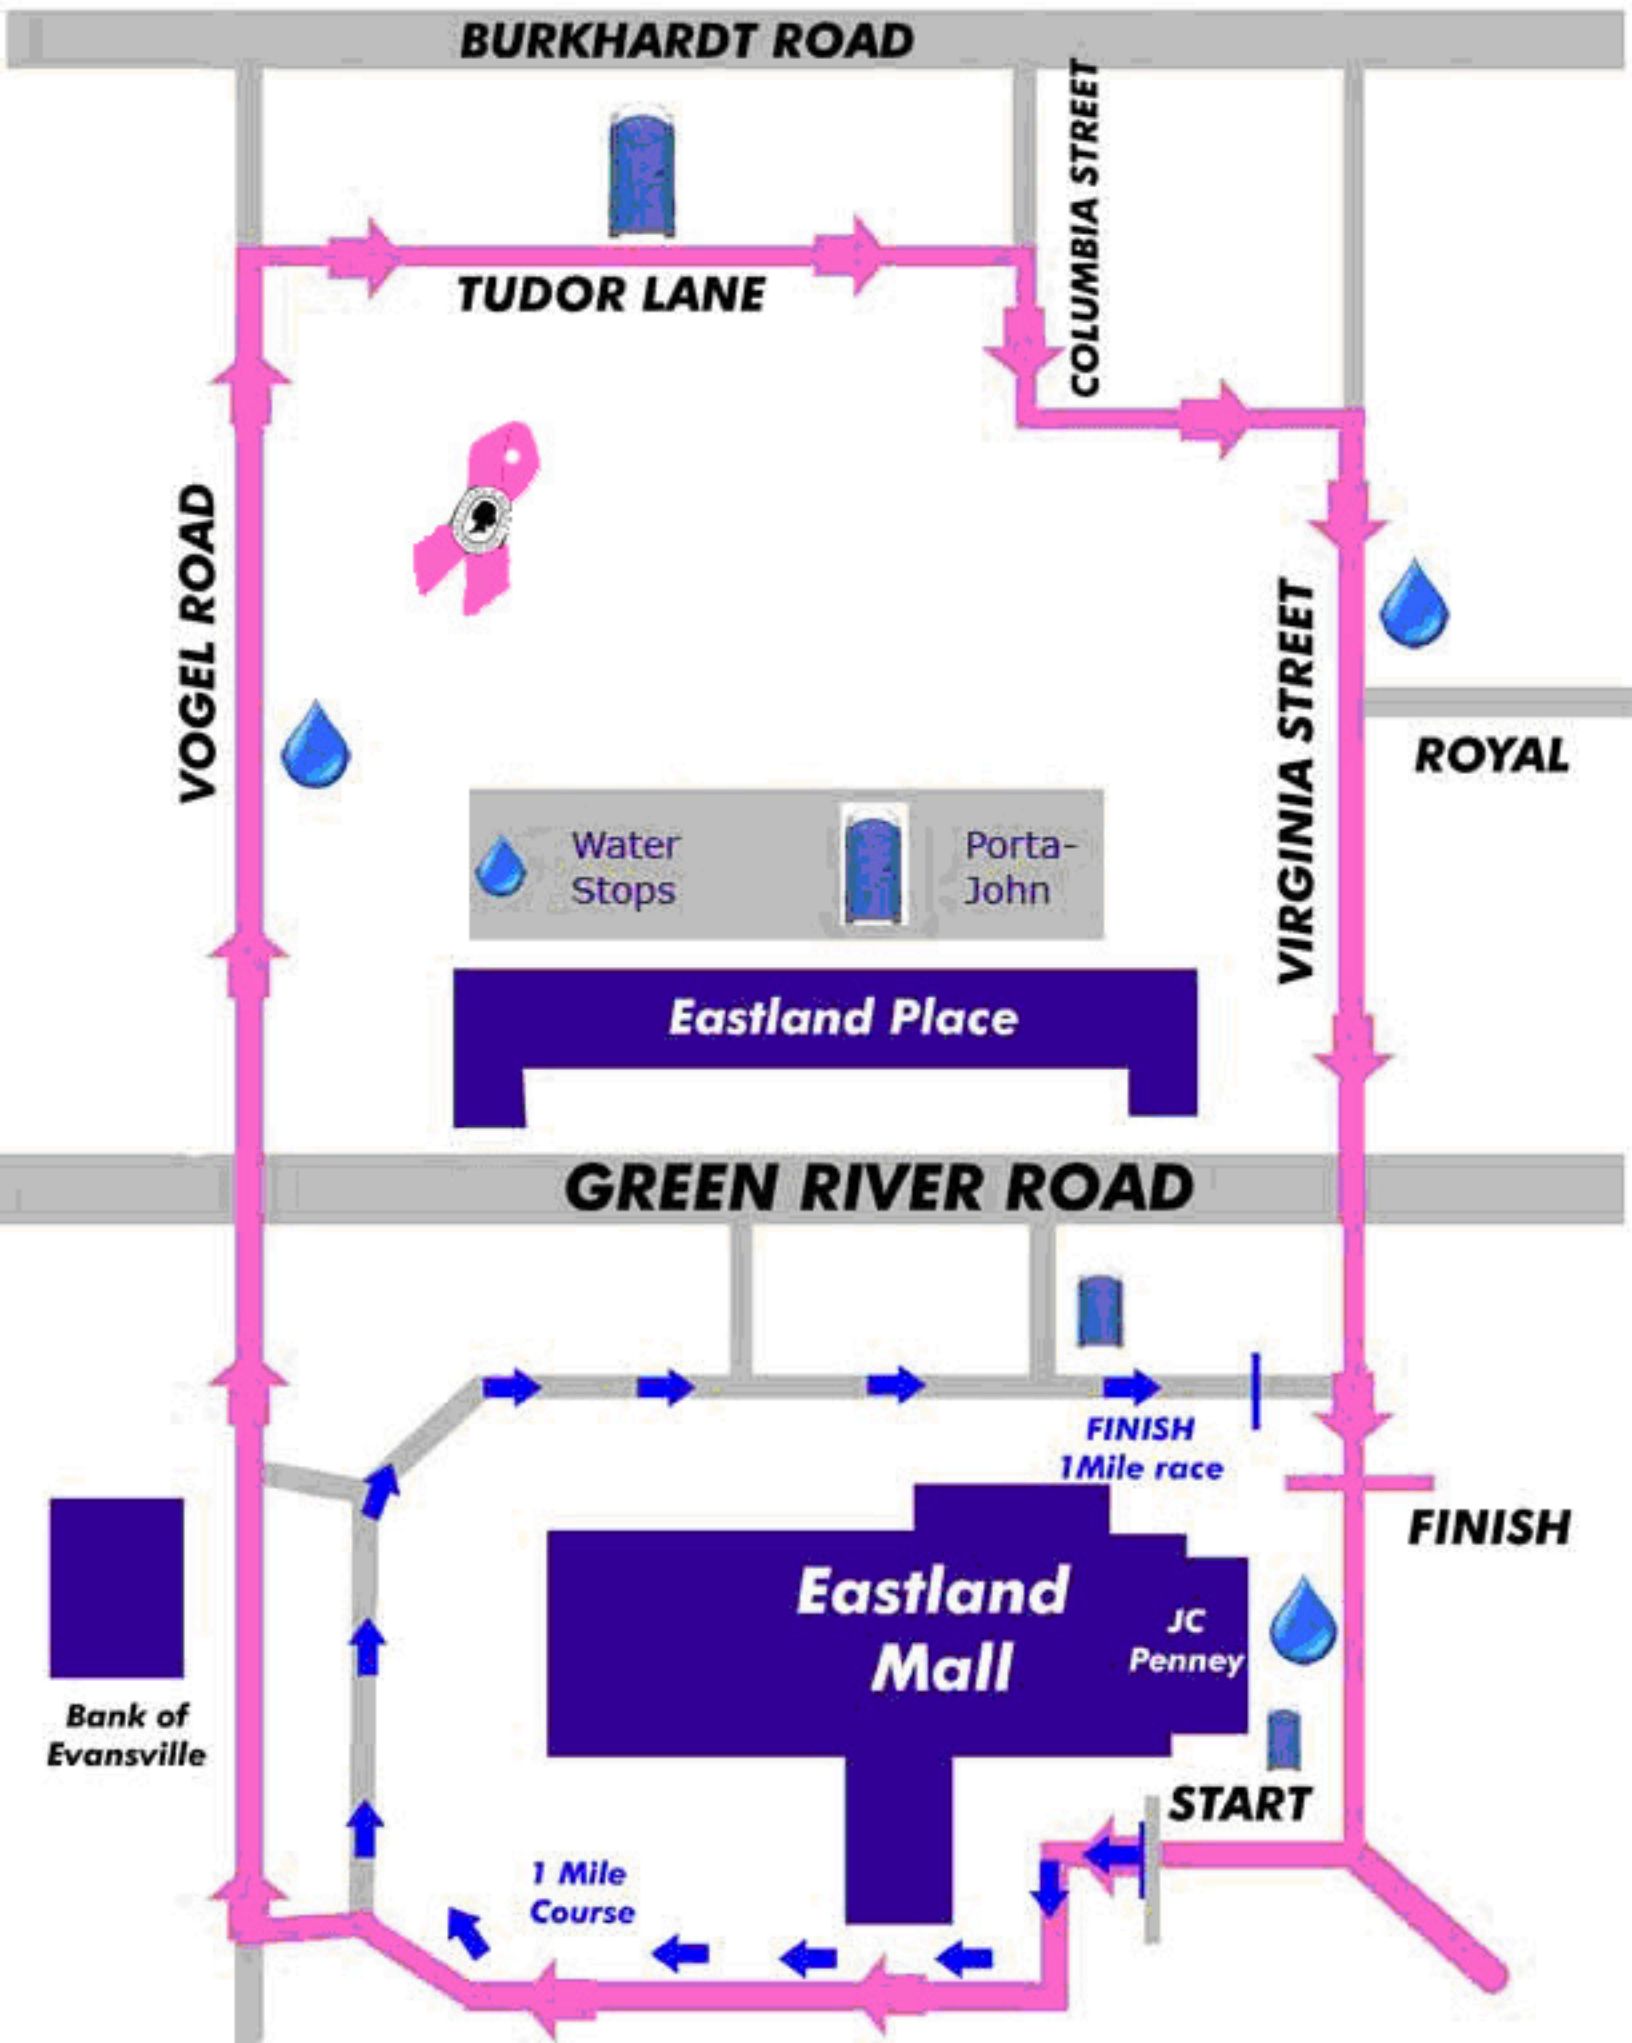 BURKHARDT ROAD
COLUMBIA STREET
TUDOR LANE
VOGEL ROAD
VIRGINIA STREET
ROYAL
Water
Stops
Porta-
John
Eastland Place
GREEN RIVER ROAD
FINISH
1Mile race
FINISH
Eastland
Mall
JC
Penney
Bank of
Evansville
START
1 Mile
Course